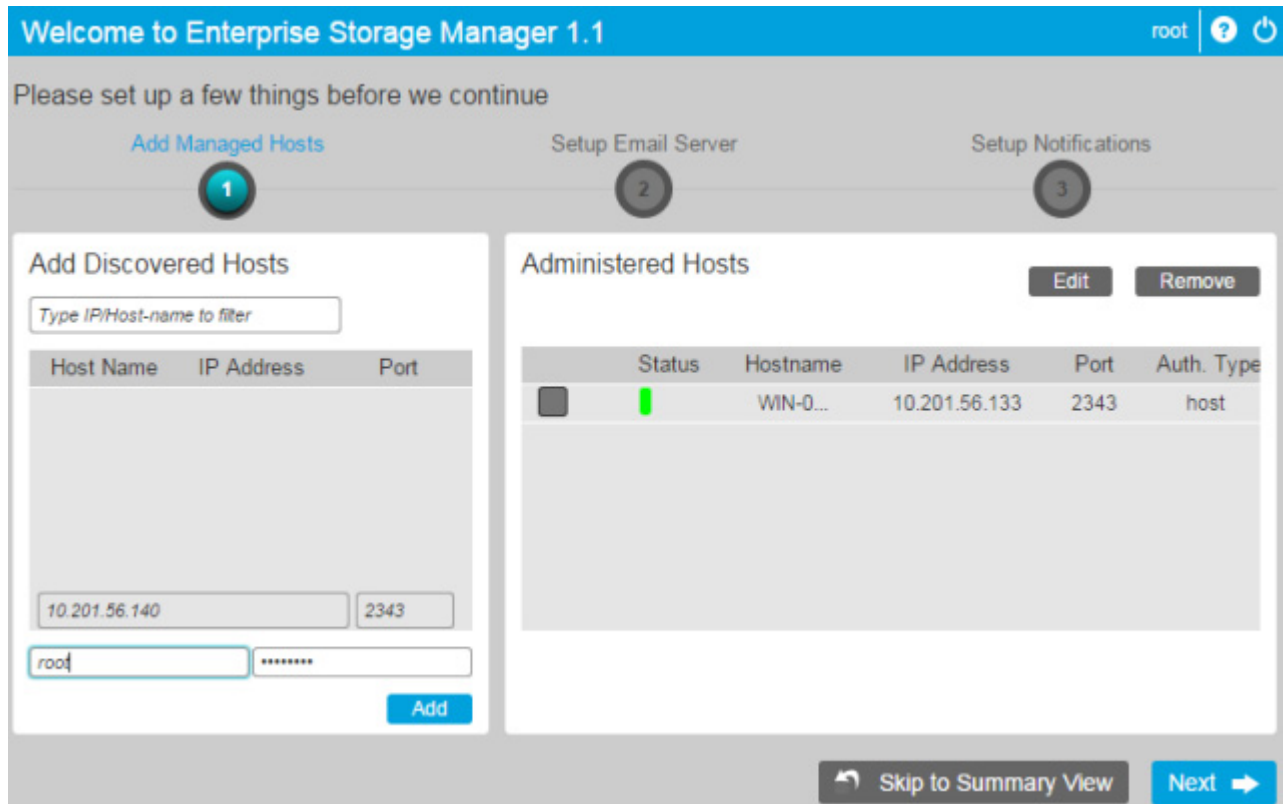 Welcome to Enterprise Storage Manager 1.1
root
?
Please set up a few things before we continue
Add Managed Hosts
Setup Email Server
Setup Notifications
1
2
3
Add Discovered Hosts
Type IP/Host-name to filter
Host Name IP Address Port
10.201.56.140 2343
root ••••••••
Add
Administered Hosts
Edit Remove
Status Hostname IP Address Port Auth. Type
WIN-0... 10.201.56.133 2343 host
Skip to Summary View
Next